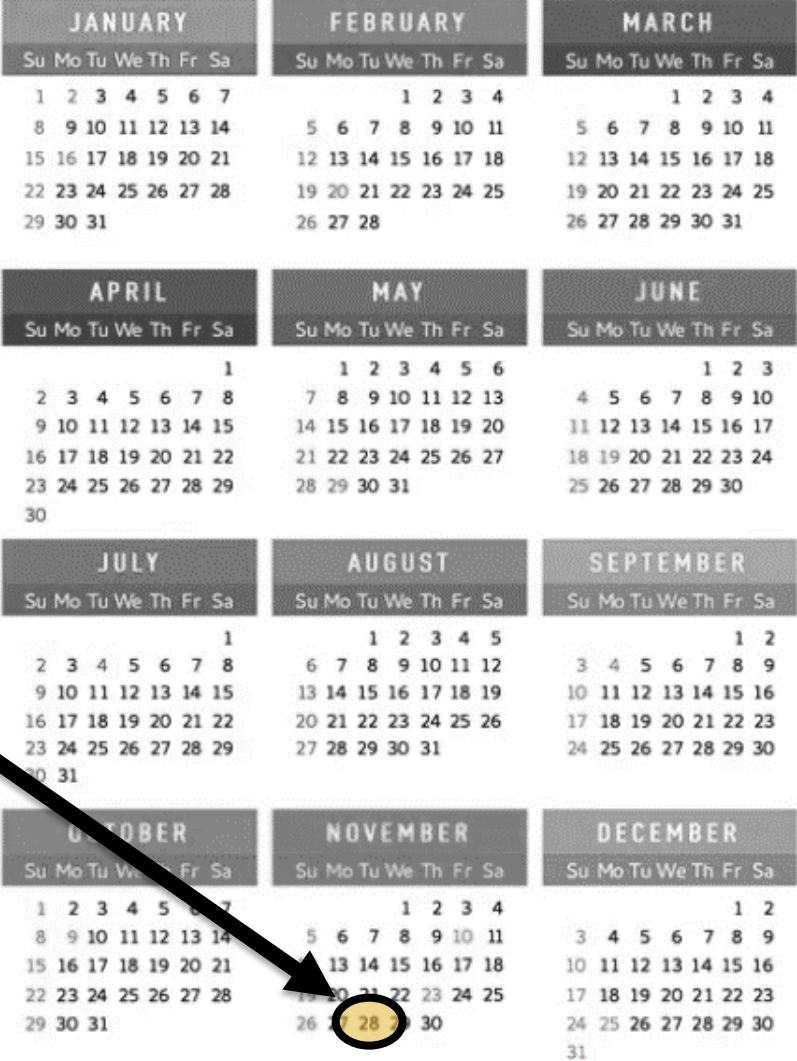 JANUARY
Su Mo Tu We Th Fr Sa
1 2 3 4 5 6 7
8 9 10 11 12 13 14
15 16 17 18 19 20 21
22 23 24 25 26 27 28
29 30 31
FEBRUARY
Su Mo Tu We Th Fr Sa
1 2 3 4
5 6 7 8 9 10 11
12 13 14 15 16 17 18
19 20 21 22 23 24 25
26 27 28
MARCH
Su Mo Tu We Th Fr Sa
1 2 3 4
5 6 7 8 9 10 11
12 13 14 15 16 17 18
19 20 21 22 23 24 25
26 27 28 29 30 31
APRIL
Su Mo Tu We Th Fr Sa
1
2 3 4 5 6 7 8
9 10 11 12 13 14 15
16 17 18 19 20 21 22
23 24 25 26 27 28 29
30
MAY
Su Mo Tu We Th Fr Sa
1 2 3 4 5 6
7 8 9 10 11 12 13
14 15 16 17 18 19 20
21 22 23 24 25 26 27
28 29 30 31
JUNE
Su Mo Tu We Th Fr Sa
1 2 3
4 5 6 7 8 9 10
11 12 13 14 15 16 17
18 19 20 21 22 23 24
25 26 27 28 29 30
JULY
Su Mo Tu We Th Fr Sa
1
2 3 4 5 6 7 8
9 10 11 12 13 14 15
16 17 18 19 20 21 22
23 24 25 26 27 28 29
30 31
AUGUST
Su Mo Tu We Th Fr Sa
1 2 3 4 5
6 7 8 9 10 11 12
13 14 15 16 17 18 19
20 21 22 23 24 25 26
27 28 29 30 31
SEPTEMBER
Su Mo Tu We Th Fr Sa
1 2
3 4 5 6 7 8 9
10 11 12 13 14 15 16
17 18 19 20 21 22 23
24 25 26 27 28 29 30
OCTOBER
Su Mo Tu We Th Fr Sa
1 2 3 4 5 6 7
8 9 10 11 12 13 14
15 16 17 18 19 20 21
22 23 24 25 26 27 28
29 30 31
NOVEMBER
Su Mo Tu We Th Fr Sa
1 2 3 4
5 6 7 8 9 10 11
13 14 15 16 17 18
19 20 21 22 23 24 25
26 27 28 29 30
DECEMBER
Su Mo Tu We Th Fr Sa
1 2
3 4 5 6 7 8 9
10 11 12 13 14 15 16
17 18 19 20 21 22 23
24 25 26 27 28 29 30
31